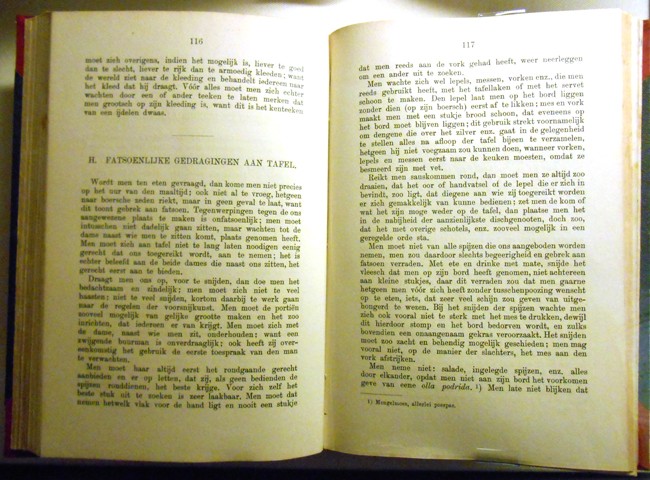 116
moet zich overigens, indien het mogelijk is, liever te goed
dan te slecht, liever te rijk dan te armoedig kleeden; want
de wereld ziet naar de kleeding en behandelt iedereen naar
het kleed dat hij draagt. Vóór alles moet men zich echter
wachten door een of ander teeken te laten merken dat
men grootsch op zijn kleeding is, want dit is het kenteeken
van een ijdelen dwaas.
H. FATSOENLIJKE GEDRAGINGEN AAN TAFEL.
Wordt men ten eten gevraagd, dan kome men niet precies
op het uur van den maaltijd; ook niet al te vroeg, hetgeen
naar boersche zeden riekt, maar in geen geval te laat, want
dit toont gebrek aan fatsoen. Tegenwerpingen tegen de ons
aangewezene plaats te maken is onfatsoenlijk; men moet
intusschen niet dadelijk gaan zitten, maar wachten tot de
dame naast wie men te zitten komt, plaats genomen heeft.
Men moet zich aan tafel niet te lang laten noodigen eenig
gerecht dat ons toegereikt wordt, aan te nemen; het is
echter beleefd aan de beide dames die naast ons zitten, het
gerecht eerst aan te bieden.
Draagt men ons op, voor te snijden, dan doe men het
bedachtzaam en zindelijk; men moet zich niet te veel
haasten; niet te veel snijden, kortom daarbij te werk gaan
naar de regelen der voorsnijkunst. Men moet de portiën
zooveel mogelijk van gelijke grootte maken en het zoo
inrichten, dat iedereen er van krijgt. Men moet zich met
de dame, naast wie men zit, onderhouden; want een
zwijgende buurman is onverdraaglijk; ook heeft zij over-
eenkomstig het gebruik de eerste toespraak van den man
te verwachten.
Men moet haar altijd eerst het rondgaande gerecht
aanbieden en er op letten, dat zij, als geen bedienden de
spijzen ronddienen, het beste krijge. Voor zich zelf het
beste stuk uit te zoeken is zeer laakbaar. Men moet dat
nemen hetwelk vlak voor de hand ligt en nooit een stukje
117
dat men reeds aan de vork gehad heeft, weer neerleggen
om een ander uit te zoeken.
Men wachte zich wel lepels, messen, vorken enz., die men
reeds gebruikt heeft, met het tafellaken of met het servet
schoon te maken. Den lepel laat men op het bord liggen
zonder dien (op zijn boersch) eerst af te likken; mes en vork
maakt men met een stukje brood schoon, dat eveneens op
het bord moet blijven liggen; dit gebruik strekt voornamelijk
om dengene die over het zilver enz. gaat in de gelegenheid
te stellen alles na afloop der tafel bijeen te verzamelen,
hetgeen hij niet voegzaam zou kunnen doen, wanneer vorken,
lepels en messen eerst naar de keuken moesten, omdat ze
besmeerd zijn met vet.
Reikt men sauskommen rond, dan moet men ze altijd zoo
draaien, dat het oor of handvatsel of de lepel die er zich in
bevindt, zoo ligt, dat diegene aan wie zij toegereikt worden
er zich gemakkelijk van kunne bedienen; zet men de kom of
wat het zijn moge weder op de tafel, dan plaatse men het
in de nabijheid der aanzienlijkste dischgenooten, doch zoo,
dat het met overige schotels, enz. zooveel mogelijk in een
geregelde orde sta.
Men moet niet van alle spijzen die ons aangeboden worden
nemen, men zou daardoor slechts begeerigheid en gebrek aan
fatsoen verraden. Met ete en drinke met mate, snijde het
vleesch dat men op zijn bord heeft genomen, niet achtereen
aan kleine stukjes, daar dit verraden zou dat men gaarne
hetgeen men vóór zich heeft zonder tusschenpoozing wenscht
op te eten, iets, dat zeer veel schijn zou geven van uitge-
hongerd te wezen. Bij het snijden der spijzen wachte men
zich ook vooral niet te sterk met het mes te drukken, dewijl
dit hierdoor stomp en het bord bedorven wordt, en zulks
bovendien een onaangenaam gekras veroorzaakt. Het snijden
moet zoo zacht en behendig mogelijk geschieden; men mag
vooral niet, op de manier der slachters, het mes aan den
vork afstrijken.
Men neme niet: salade, ingelegde spijzen, enz. alles
door elkander, opdat men niet aan zijn bord het voorkomen
geve van eene olla podrida. ¹) Men late niet blijken dat
¹) Mengelmoes, allerlei poespas.